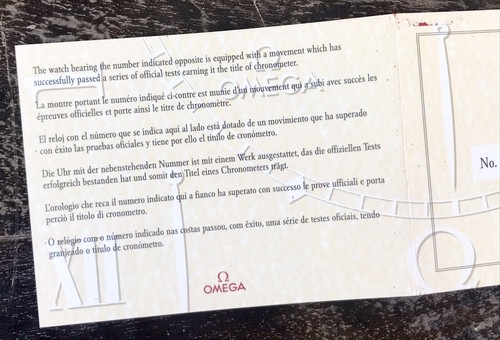 The watch bearing the number indicated opposite is equipped with a movement which has
successfully passed a series of official tests earning it the title of chronometer.
La montre portant le numéro indiqué ci-contre est munie d'un mouvement qui a subi avec succès les
épreuves officielles et porte ainsi le titre de chronomètre.
El reloj con el número que se indica aquí al lado está dotado de un movimiento que ha superado
con éxito las pruebas oficiales y tiene por ello el título de cronómetro.
Die Uhr mit der nebenstehenden Nummer ist mit einem Werk ausgestattet, das die offiziellen Tests
erfolgreich bestanden hat und somit den Titel eines Chronometers trägt.
L'orologio che reca il numero indicato qui a fianco ha superato con successo le prove ufficiali e porta
perciò il titolo di cronometro.
O relógio com o número indicado nas costas passou, com êxito, uma série de testes oficiais, tendo
granjeado o título de cronómetro.
Ω
OMEGA
Ω
OMEGA
XII
No.